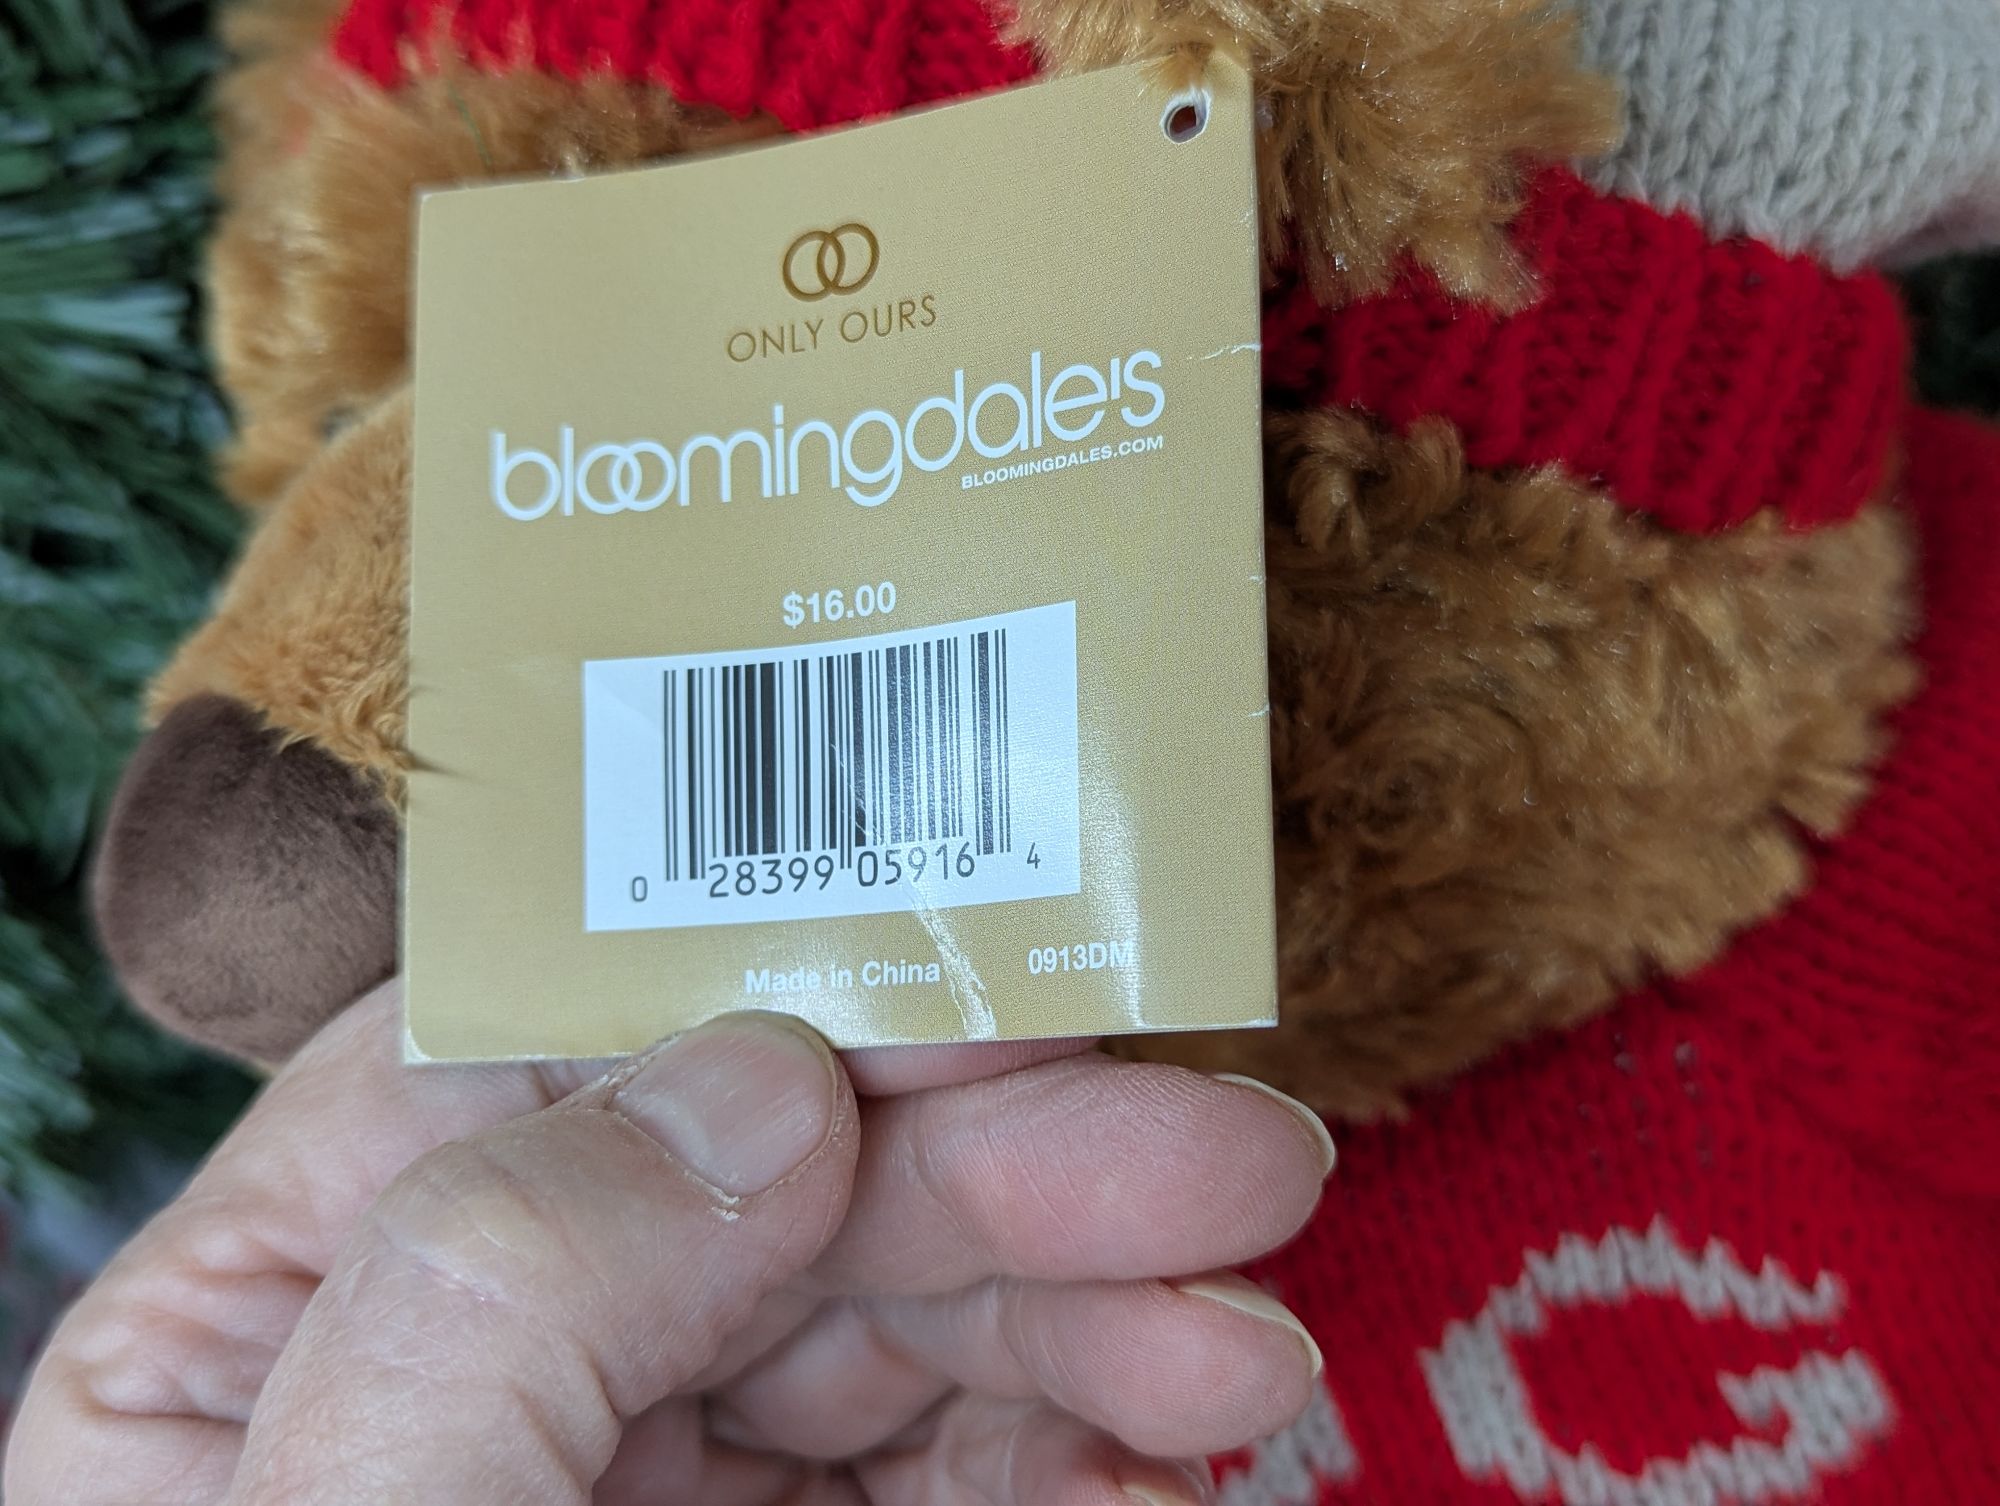 ONLY OURS
bloomingdale's
BLOOMINGDALES.COM
$16.00
0 28399 05916 4
Made in China 0913DM
G